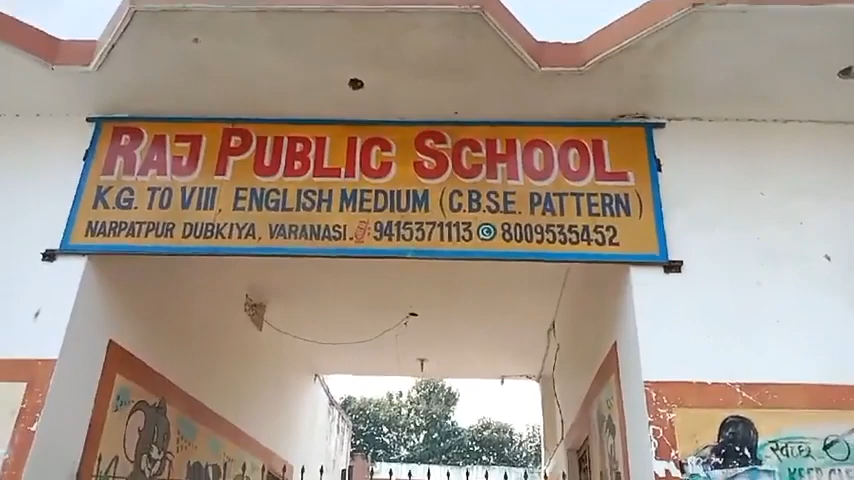 RAJ PUBLIC SCHOOL
K.G. TO VIII ENGLISH MEDIUM (C.B.S.E. PATTERN)
NARPATPUR DUBKIYA, VARANASI. 9415371113 8009535452